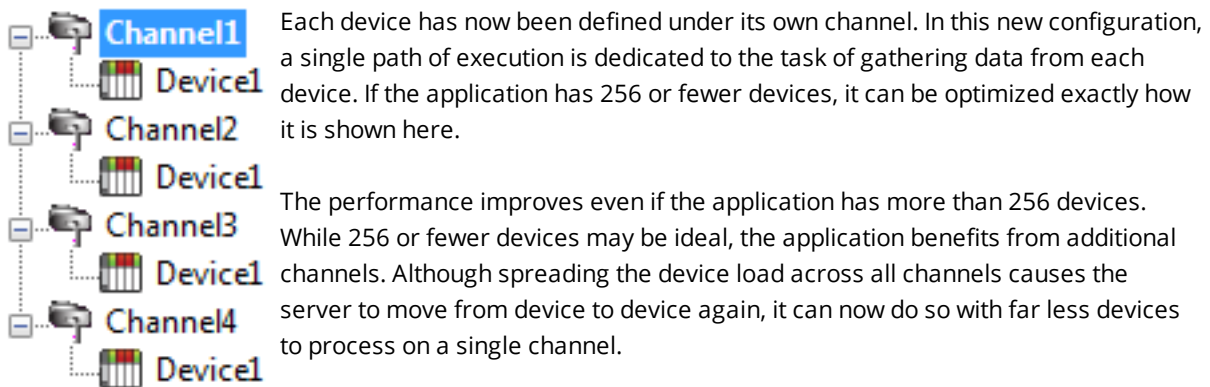 Channel1
Device1
Channel2
Device1
Channel3
Device1
Channel4
Device1
Each device has now been defined under its own channel. In this new configuration,
a single path of execution is dedicated to the task of gathering data from each
device. If the application has 256 or fewer devices, it can be optimized exactly how
it is shown here.
The performance improves even if the application has more than 256 devices.
While 256 or fewer devices may be ideal, the application benefits from additional
channels. Although spreading the device load across all channels causes the
server to move from device to device again, it can now do so with far less devices
to process on a single channel.